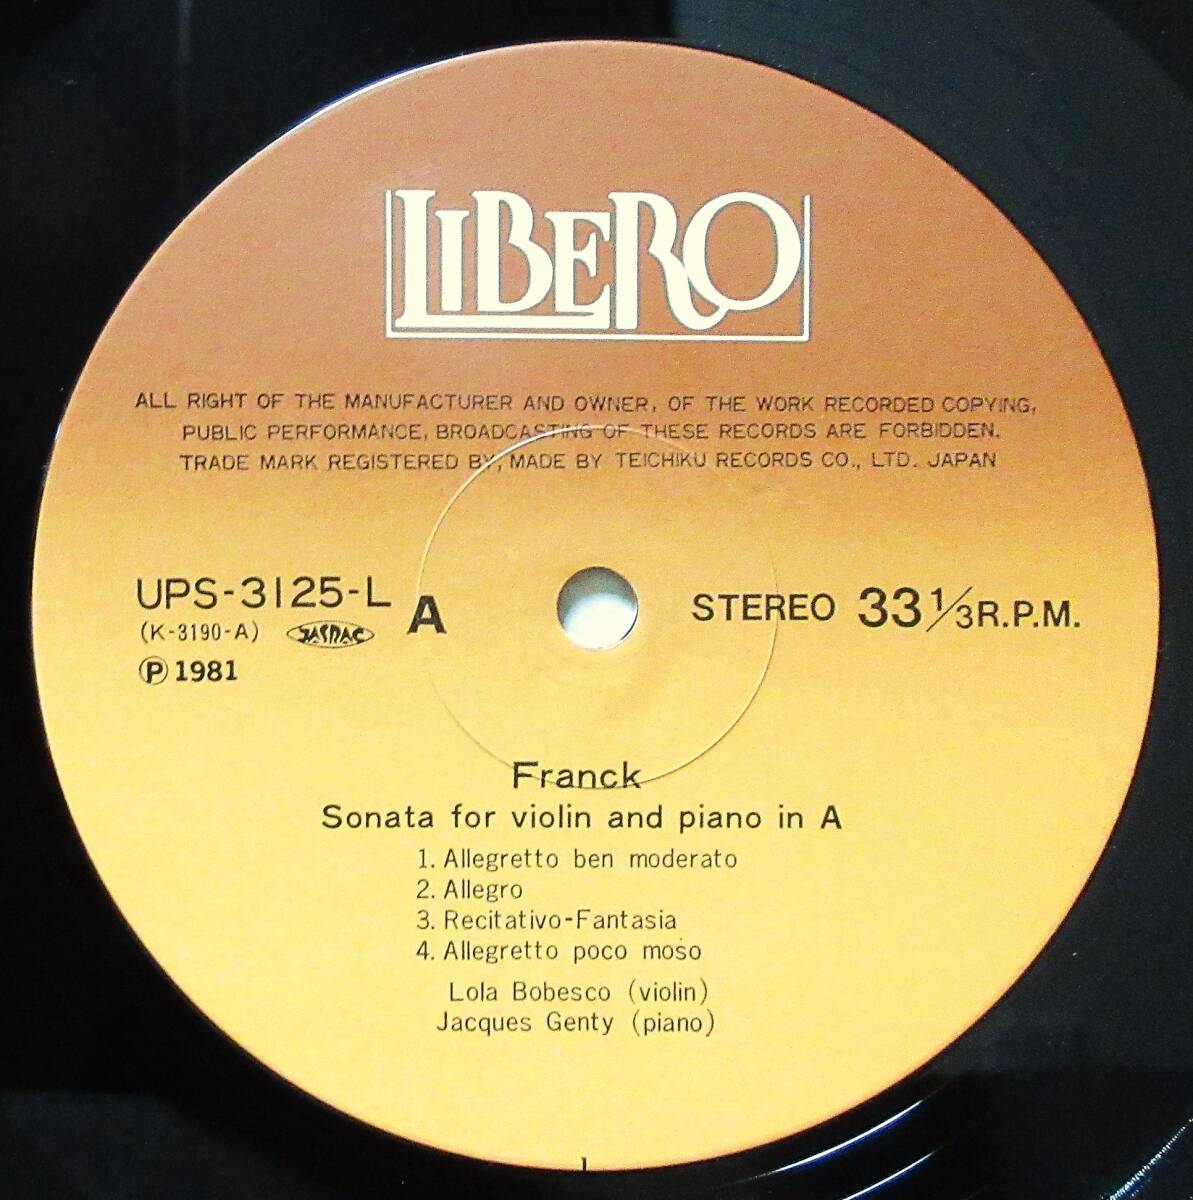 LIBERO
ALL RIGHT OF THE MANUFACTURER AND OWNER, OF THE WORK RECORDED COPYING,
PUBLIC PERFORMANCE, BROADCASTING OF THESE RECORDS ARE FORBIDDEN.
TRADE MARK REGISTERED BY, MADE BY TEICHIKU RECORDS CO., LTD. JAPAN
UPS-3125-L A STEREO 33 1/3 R.P.M.
(K-3190-A) JASRAC
Ⓟ 1981
Franck
Sonata for violin and piano in A
1. Allegretto ben moderato
2. Allegro
3. Recitativo-Fantasia
4. Allegretto poco moso
Lola Bobesco (violin)
Jacques Genty (piano)